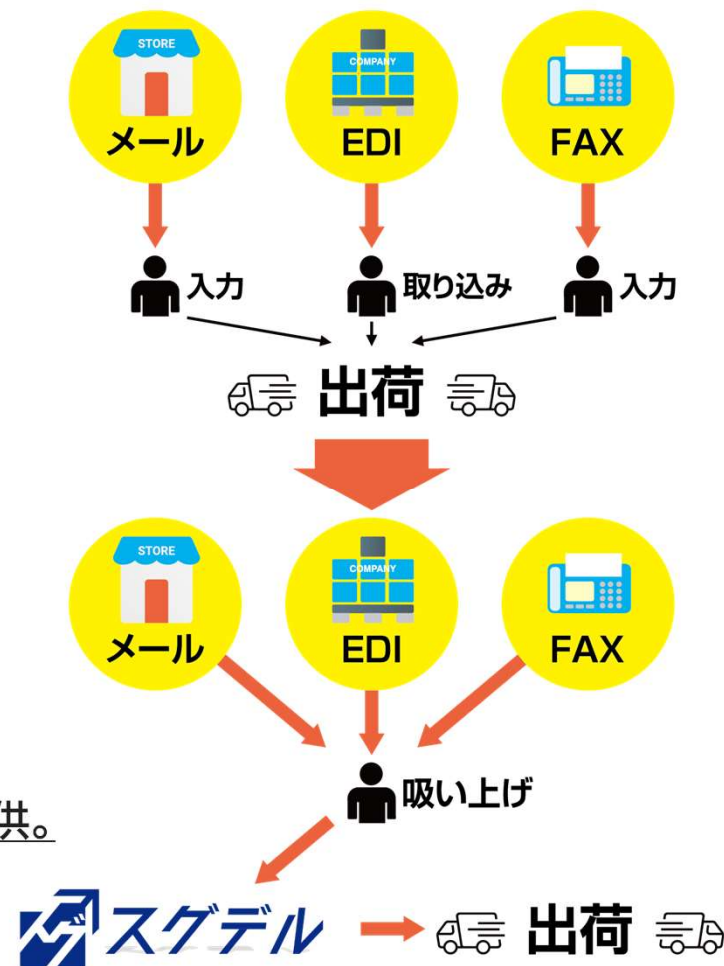 STORE
COMPANY
メール
EDI
FAX
入力
取り込み
入力
出荷
STORE
COMPANY
メール
EDI
FAX
吸い上げ
供。
スグデル
出荷